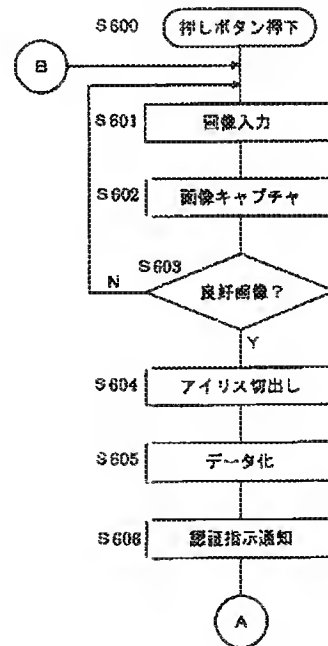 S600 押しボタン押下
B
S601 画像入力
S602 画像キャプチャ
S603
N 良好画像？
Y
S604 アイリス切出し
S605 データ化
S606 認証指示通知
A